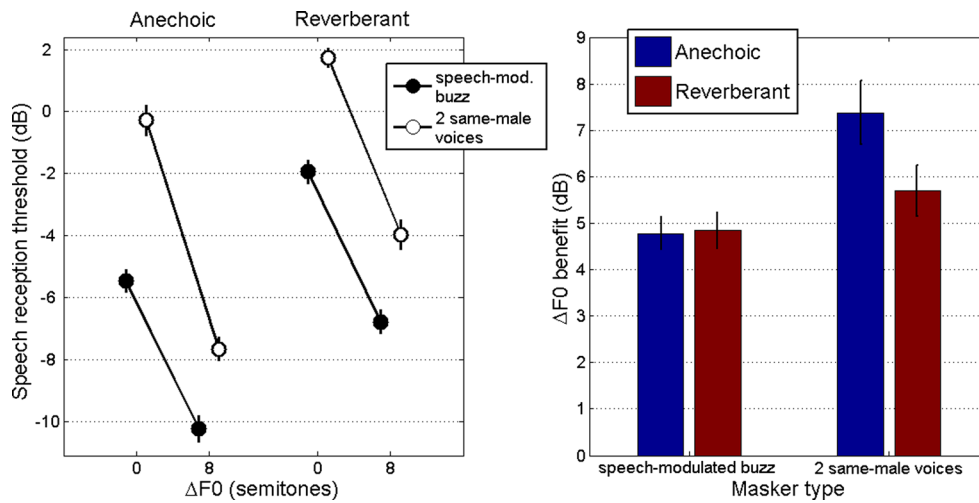 Anechoic Reverberant
Speech reception threshold (dB)
2
0
-2
-4
-6
-8
-10
speech-mod.
buzz
2 same-male
voices
0 8 0 8
ΔF0 (semitones)
ΔF0 benefit (dB)
9
8
7
6
5
4
3
2
1
0
Anechoic
Reverberant
speech-modulated buzz 2 same-male voices
Masker type